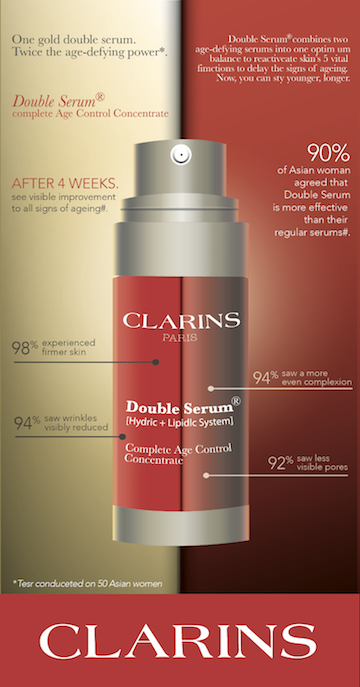 One gold double serum.
Twice the age-defying power*.
Double Serum®
complete Age Control Concentrate
Double Serum® combines two
age-defying serums into one optim um
balance to reactiveate skin's 5 vital
fimctions to delay the signs of ageing.
Now, you can sty younger, longer.
AFTER 4 WEEKS.
see visible improvement
to all signs of ageing#.
90%
of Asian woman
agreed that
Double Serum
is more effective
than their
regular serums#.
CLARINS
PARIS
98% experienced
firmer skin
94% saw a more
even complexion
Double Serum®
[Hydric + Lipidlc System]
94% saw wrinkles
visibly reduced
Complete Age Control
Concentrate
92% saw less
visible pores
*Tesr conduceted on 50 Asian women
CLARINS